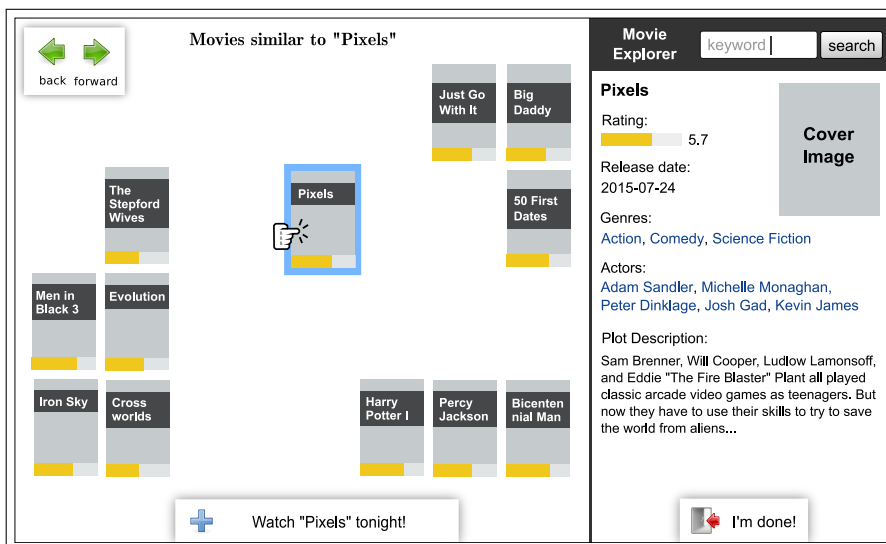 Movies similar to "Pixels"
back forward
Just Go
With It
Big
Daddy
The
Stepford
Wives
Pixels
50 First
Dates
Men in
Black 3
Evolution
Iron Sky
Cross
worlds
Harry
Potter I
Percy
Jackson
Bicenten
nial Man
Watch "Pixels" tonight!
Movie
Explorer
keyword
search
Pixels
Rating:
5.7
Release date:
2015-07-24
Cover
Image
Genres:
Action, Comedy, Science Fiction
Actors:
Adam Sandler, Michelle Monaghan,
Peter Dinklage, Josh Gad, Kevin James
Plot Description:
Sam Brenner, Will Cooper, Ludlow Lamonsoff,
and Eddie "The Fire Blaster" Plant all played
classic arcade video games as teenagers. But
now they have to use their skills to try to save
the world from aliens...
I'm done!